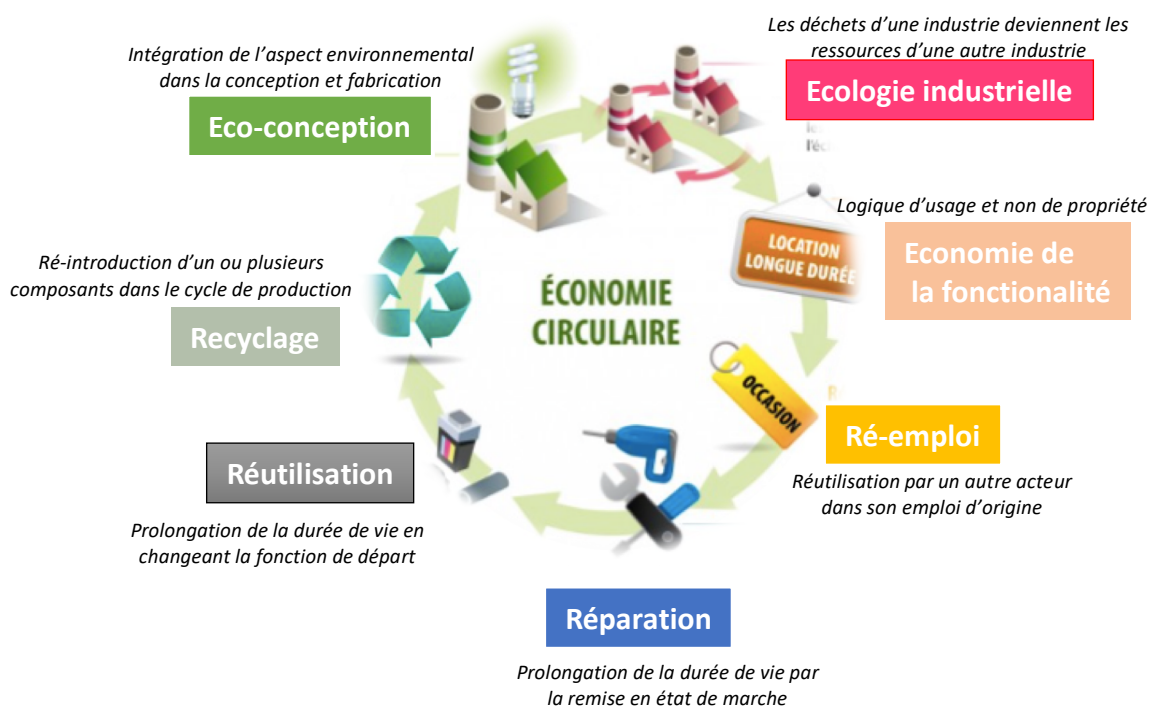 Intégration de l'aspect environnemental
dans la conception et fabrication
Eco-conception
Les déchets d'une industrie deviennent les
ressources d'une autre industrie
Ecologie industrielle
Logique d'usage et non de propriété
Economie de
la fonctionalité
LOCATION
LONGUE DURÉE
Ré-introduction d'un ou plusieurs
composants dans le cycle de production
Recyclage
ÉCONOMIE
CIRCULAIRE
OCCASION
Ré-emploi
Réutilisation par un autre acteur
dans son emploi d'origine
Réutilisation
Prolongation de la durée de vie en
changeant la fonction de départ
Réparation
Prolongation de la durée de vie par
la remise en état de marche